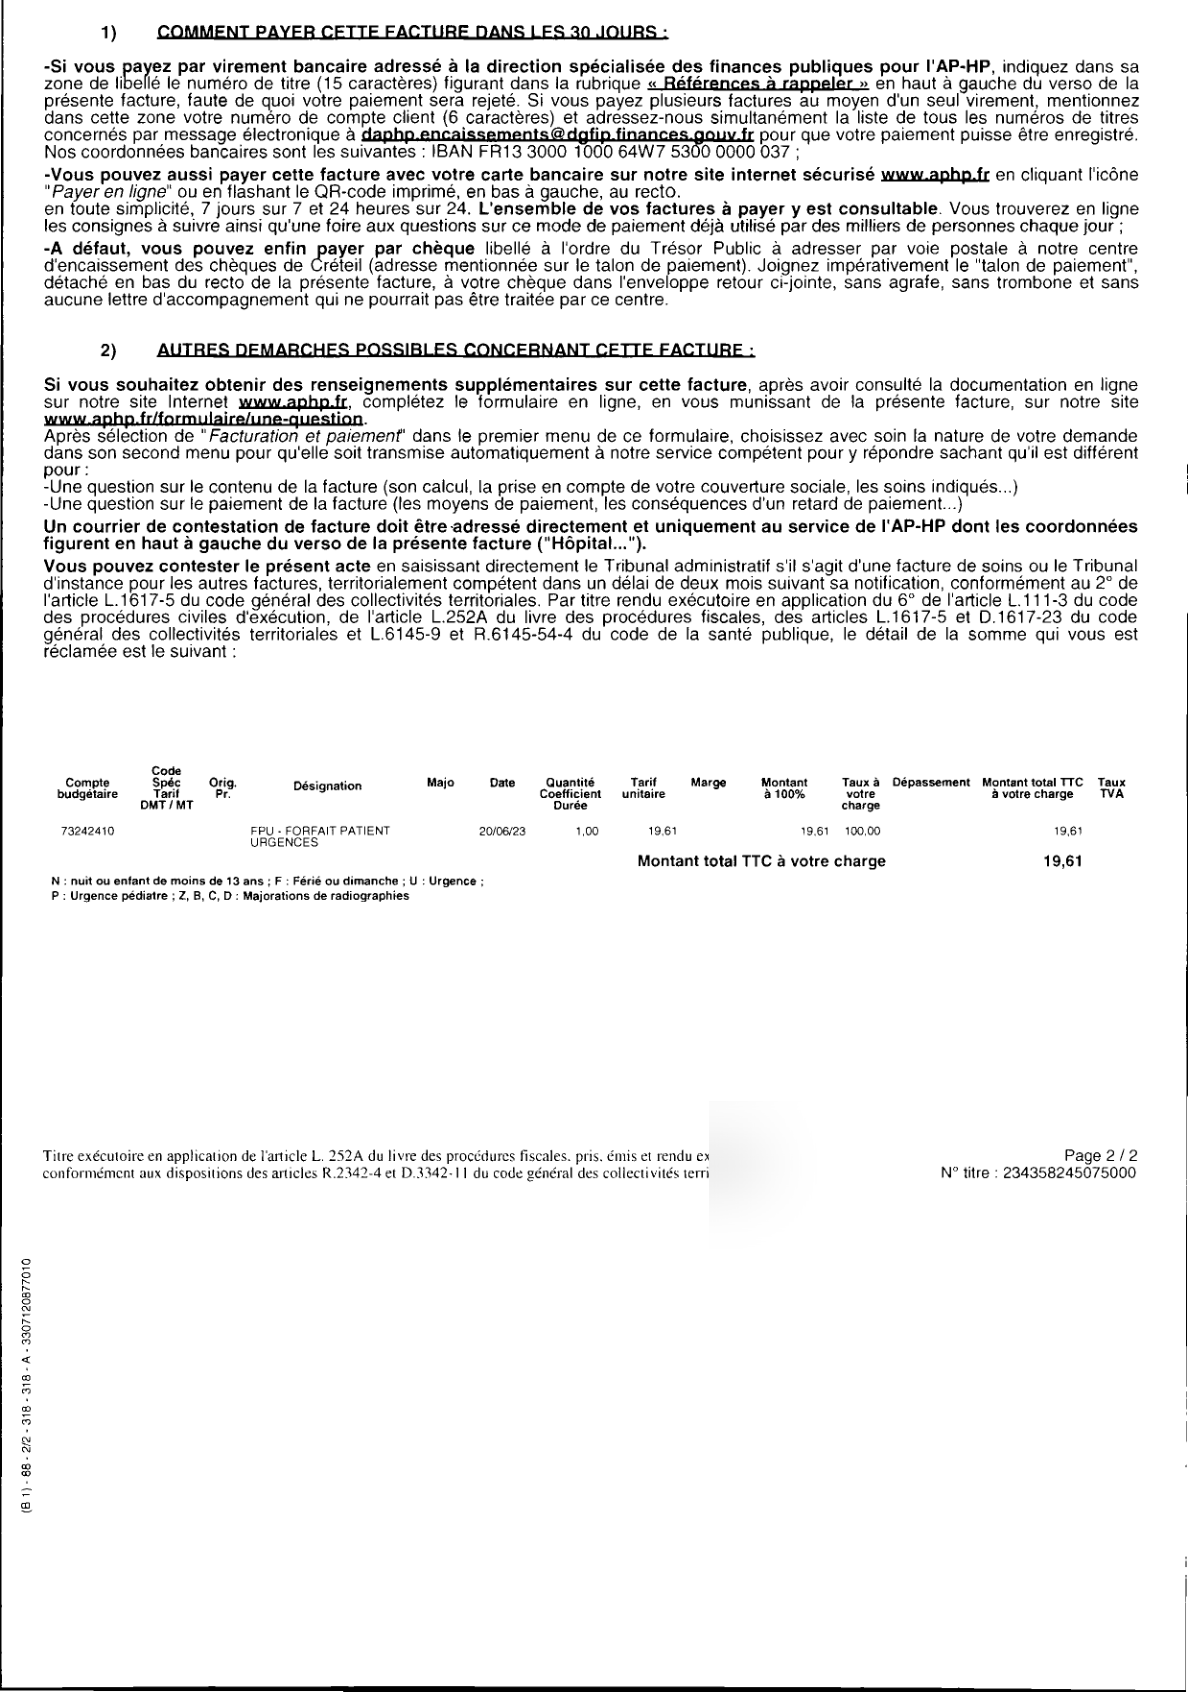 1) COMMENT PAYER CETTE FACTURE DANS LES 30 JOURS :
-Si vous payez par virement bancaire adressé à la direction spécialisée des finances publiques pour l'AP-HP, indiquez dans sa
zone de libellé le numéro de titre (15 caractères) figurant dans la rubrique « Références à rappeler » en haut à gauche du verso de la
présente facture, faute de quoi votre paiement sera rejeté. Si vous payez plusieurs factures au moyen d'un seul virement, mentionnez
dans cette zone votre numéro de compte client (6 caractères) et adressez-nous simultanément la liste de tous les numéros de titres
concernés par message électronique à daphp.encaissements@dgfip.finances.gouv.fr pour que votre paiement puisse être enregistré.
Nos coordonnées bancaires sont les suivantes : IBAN FR13 3000 1000 64W7 5300 0000 037 ;
-Vous pouvez aussi payer cette facture avec votre carte bancaire sur notre site internet sécurisé www.aphp.fr en cliquant l'icône
"Payer en ligne" ou en flashant le QR-code imprimé, en bas à gauche, au recto.
en toute simplicité, 7 jours sur 7 et 24 heures sur 24. L'ensemble de vos factures à payer y est consultable. Vous trouverez en ligne
les consignes à suivre ainsi qu'une foire aux questions sur ce mode de paiement déjà utilisé par des milliers de personnes chaque jour ;
-A défaut, vous pouvez enfin payer par chèque libellé à l'ordre du Trésor Public à adresser par voie postale à notre centre
d'encaissement des chèques de Créteil (adresse mentionnée sur le talon de paiement). Joignez impérativement le "talon de paiement",
détaché en bas du recto de la présente facture, à votre chèque dans l'enveloppe retour ci-jointe, sans agrafe, sans trombone et sans
aucune lettre d'accompagnement qui ne pourrait pas être traitée par ce centre.
2) AUTRES DEMARCHES POSSIBLES CONCERNANT CETTE FACTURE :
Si vous souhaitez obtenir des renseignements supplémentaires sur cette facture, après avoir consulté la documentation en ligne
sur notre site Internet www.aphp.fr, complétez le formulaire en ligne, en vous munissant de la présente facture, sur notre site
www.aphp.fr/formulaire/une-question.
Après sélection de "Facturation et paiement" dans le premier menu de ce formulaire, choisissez avec soin la nature de votre demande
dans son second menu pour qu'elle soit transmise automatiquement à notre service compétent pour y répondre sachant qu'il est différent
pour :
-Une question sur le contenu de la facture (son calcul, la prise en compte de votre couverture sociale, les soins indiqués...)
-Une question sur le paiement de la facture (les moyens de paiement, les conséquences d'un retard de paiement...)
Un courrier de contestation de facture doit être adressé directement et uniquement au service de l'AP-HP dont les coordonnées
figurent en haut à gauche du verso de la présente facture ("Hôpital...").
Vous pouvez contester le présent acte en saisissant directement le Tribunal administratif s'il s'agit d'une facture de soins ou le Tribunal
d'instance pour les autres factures, territorialement compétent dans un délai de deux mois suivant sa notification, conformément au 2° de
l'article L.1617-5 du code général des collectivités territoriales. Par titre rendu exécutoire en application du 6° de l'article L.111-3 du code
des procédures civiles d'exécution, de l'article L.252A du livre des procédures fiscales, des articles L.1617-5 et D.1617-23 du code
général des collectivités territoriales et L.6145-9 et R.6145-54-4 du code de la santé publique, le détail de la somme qui vous est
réclamée est le suivant :
Compte budgétaire Code Spéc Tarif DMT / MT Orig. Pr. Désignation Majo Date Quantité Coefficient Durée Tarif unitaire Marge Montant à 100% Taux à votre charge Dépassement Montant total TTC à votre charge Taux TVA
73242410 FPU - FORFAIT PATIENT URGENCES 20/06/23 1,00 19,61 19,61 100,00 19,61
Montant total TTC à votre charge 19,61
N : nuit ou enfant de moins de 13 ans ; F : Férié ou dimanche ; U : Urgence ;
P : Urgence pédiatre ; Z, B, C, D : Majorations de radiographies
Titre exécutoire en application de l'article L. 252A du livre des procédures fiscales. pris. émis et rendu ex
conformément aux dispositions des articles R.2342-4 et D.3342-11 du code général des collectivités terri
Page 2 / 2
N° titre : 234358245075000
(B 1) - 88 - 2/2 - 318 - 318 - A - 3307120877010